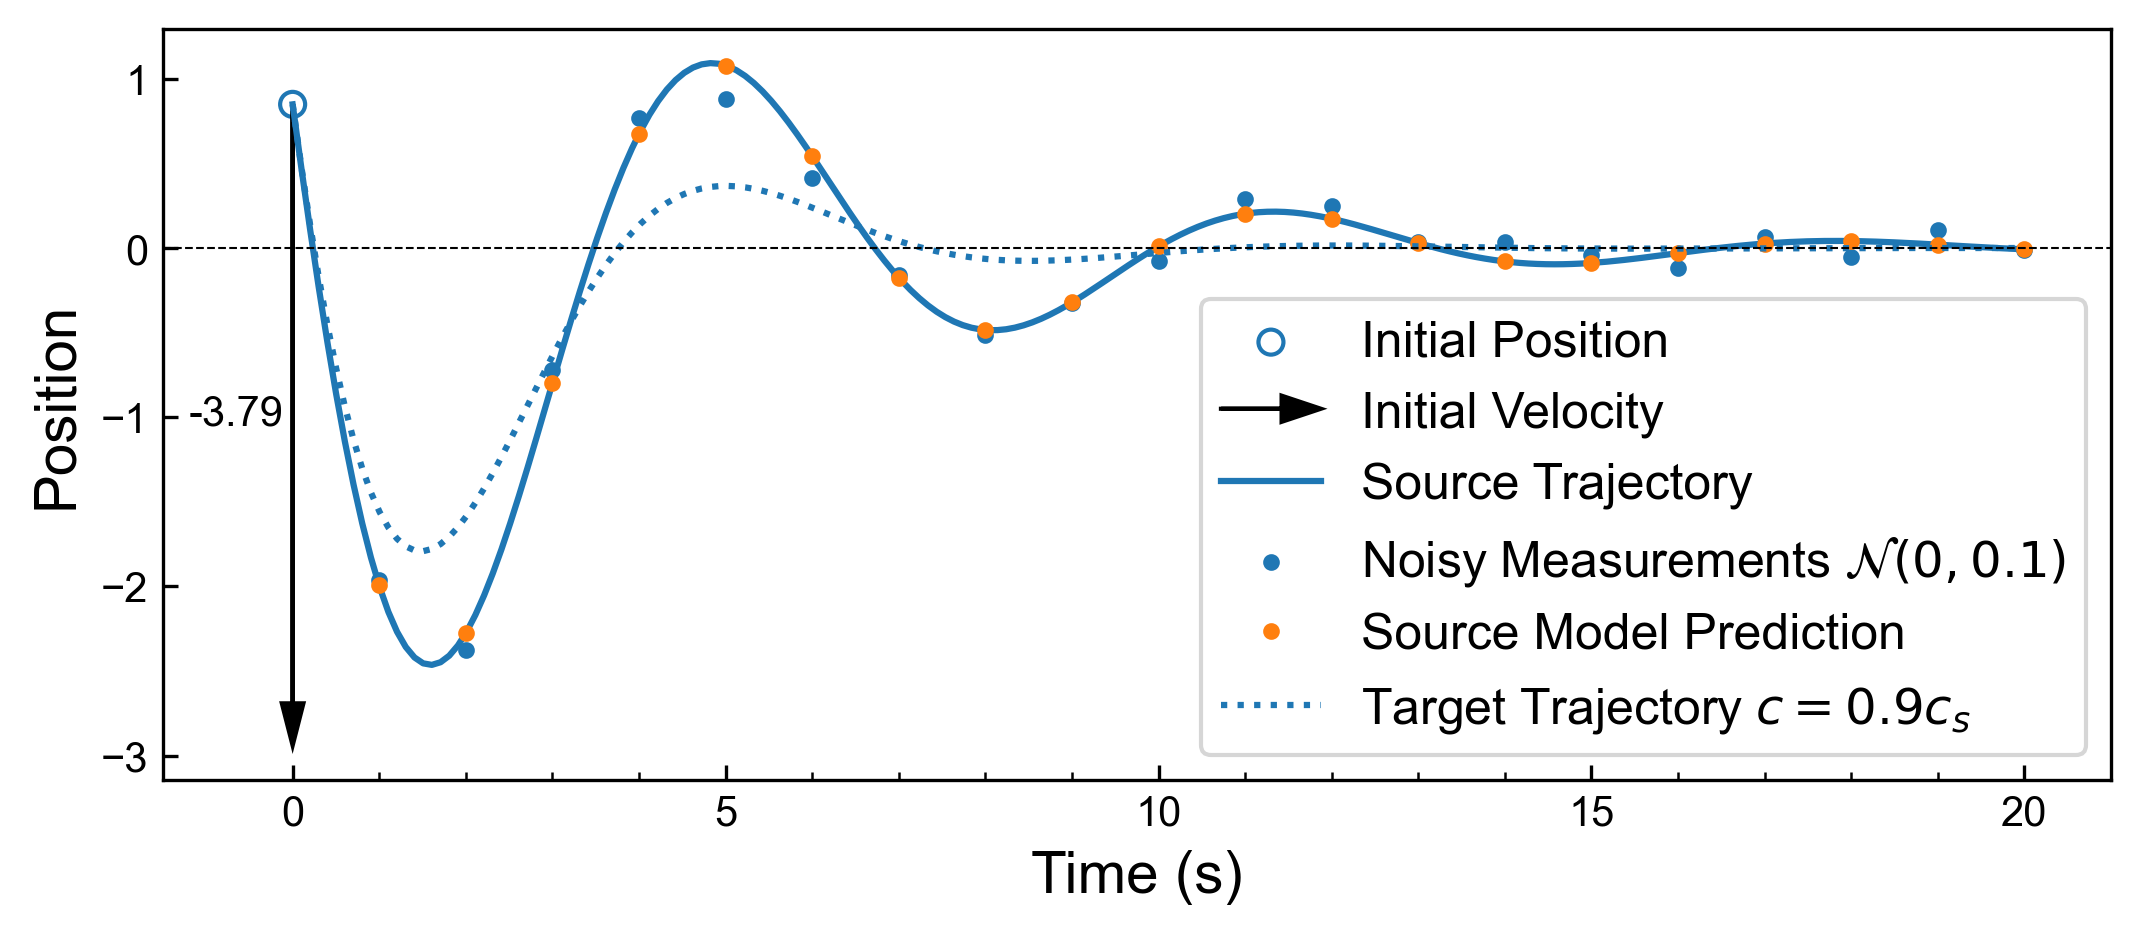 Position
1
0
−1
−2
−3
-3.79
0
5
10
15
20
Time (s)
Initial Position
Initial Velocity
Source Trajectory
Noisy Measurements 𝒩(0, 0.1)
Source Model Prediction
Target Trajectory c = 0.9cₛ